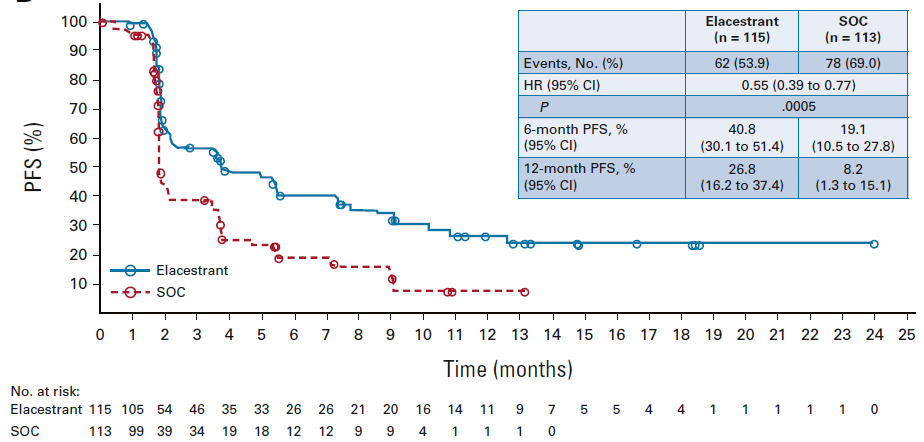 Elacestrant SOC
(n = 115) (n = 113)
Events, No. (%) 62 (53.9) 78 (69.0)
HR (95% CI) 0.55 (0.39 to 0.77)
P .0005
6-month PFS, % 40.8 19.1
(95% CI) (30.1 to 51.4) (10.5 to 27.8)
12-month PFS, % 26.8 8.2
(95% CI) (16.2 to 37.4) (1.3 to 15.1)
PFS (%)
100
90
80
70
60
50
40
30
20
10
Elacestrant
SOC
0 1 2 3 4 5 6 7 8 9 10 11 12 13 14 15 16 17 18 19 20 21 22 23 24 25
Time (months)
No. at risk:
Elacestrant 115 105 54 46 35 33 26 26 21 20 16 14 11 9 7 5 5 4 4 1 1 1 1 1 0
SOC 113 99 39 34 19 18 12 12 9 9 4 1 1 1 0